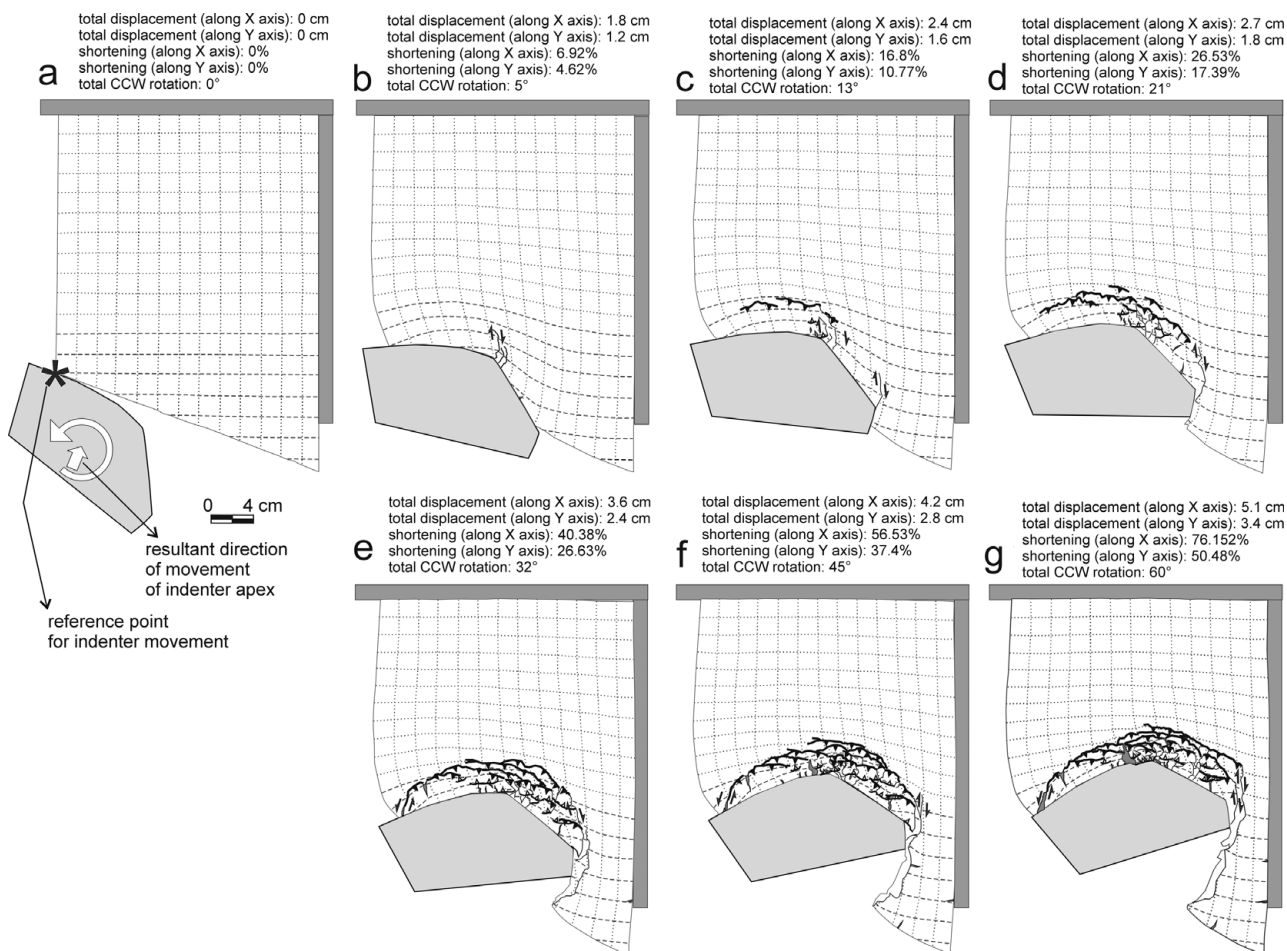 total displacement (along X axis): 0 cm
total displacement (along Y axis): 0 cm
shortening (along X axis): 0%
shortening (along Y axis): 0%
total CCW rotation: 0°
a
total displacement (along X axis): 1.8 cm
total displacement (along Y axis): 1.2 cm
shortening (along X axis): 6.92%
shortening (along Y axis): 4.62%
total CCW rotation: 5°
b
total displacement (along X axis): 2.4 cm
total displacement (along Y axis): 1.6 cm
shortening (along X axis): 16.8%
shortening (along Y axis): 10.77%
total CCW rotation: 13°
c
total displacement (along X axis): 2.7 cm
total displacement (along Y axis): 1.8 cm
shortening (along X axis): 26.53%
shortening (along Y axis): 17.39%
total CCW rotation: 21°
d
0 4 cm
resultant direction
of movement
of indenter apex
reference point
for indenter movement
total displacement (along X axis): 3.6 cm
total displacement (along Y axis): 2.4 cm
shortening (along X axis): 40.38%
shortening (along Y axis): 26.63%
total CCW rotation: 32°
e
total displacement (along X axis): 4.2 cm
total displacement (along Y axis): 2.8 cm
shortening (along X axis): 56.53%
shortening (along Y axis): 37.4%
total CCW rotation: 45°
f
total displacement (along X axis): 5.1 cm
total displacement (along Y axis): 3.4 cm
shortening (along X axis): 76.152%
shortening (along Y axis): 50.48%
total CCW rotation: 60°
g